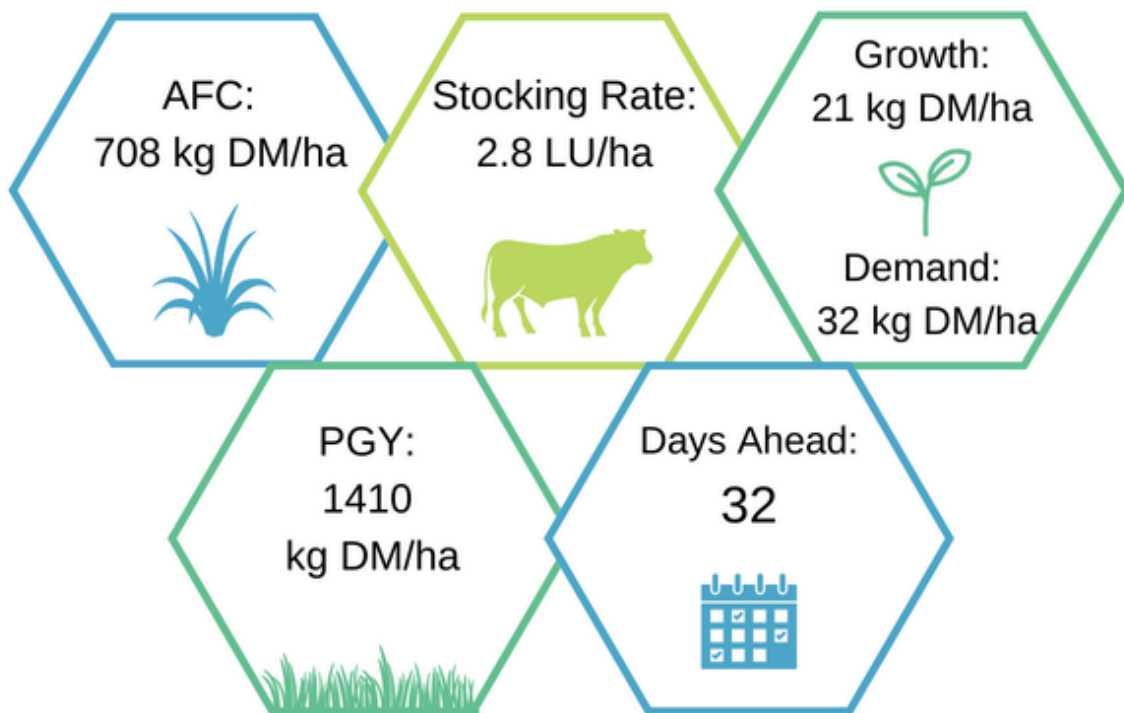 AFC:
708 kg DM/ha
Stocking Rate:
2.8 LU/ha
Growth:
21 kg DM/ha
Demand:
32 kg DM/ha
PGY:
1410
kg DM/ha
Days Ahead:
32